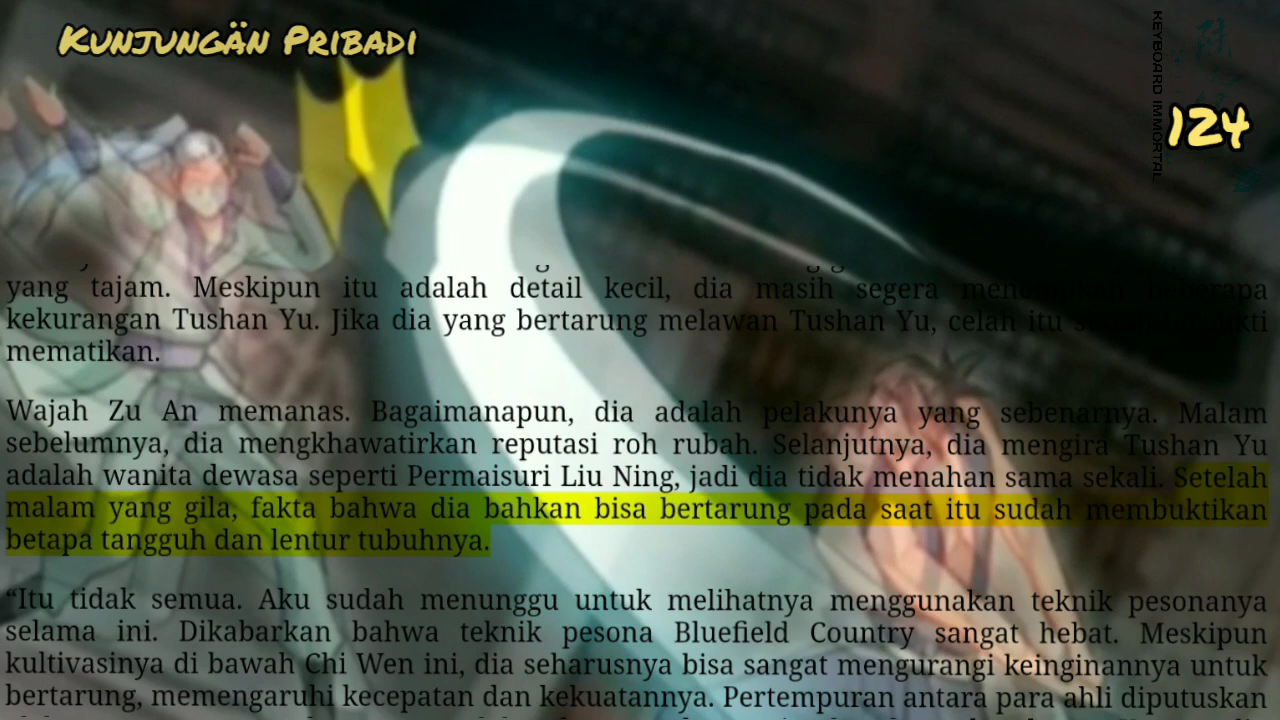 Kunjungän Pribadi
KEYBOARD IMMORTAL
124
yang tajam. Meskipun itu adalah detail kecil, dia masih segera beberapa
kekurangan Tushan Yu. Jika dia yang bertarung melawan Tushan Yu, celah itu
mematikan.
Wajah Zu An memanas. Bagaimanapun, dia adalah pelakunya yang sebenarnya. Malam
sebelumnya, dia mengkhawatirkan reputasi roh rubah. Selanjutnya, dia mengira Tushan Yu
adalah wanita dewasa seperti Permaisuri Liu Ning, jadi dia tidak menahan sama sekali. Setelah
malam yang gila, fakta bahwa dia bahkan bisa bertarung pada saat itu sudah membuktikan
betapa tangguh dan lentur tubuhnya.
“Itu tidak semua. Aku sudah menunggu untuk melihatnya menggunakan teknik pesonanya
selama ini. Dikabarkan bahwa teknik pesona Bluefield Country sangat hebat. Meskipun
kultivasinya di bawah Chi Wen ini, dia seharusnya bisa sangat mengurangi keinginannya untuk
bertarung, memengaruhi kecepatan dan kekuatannya. Pertempuran antara para ahli diputuskan